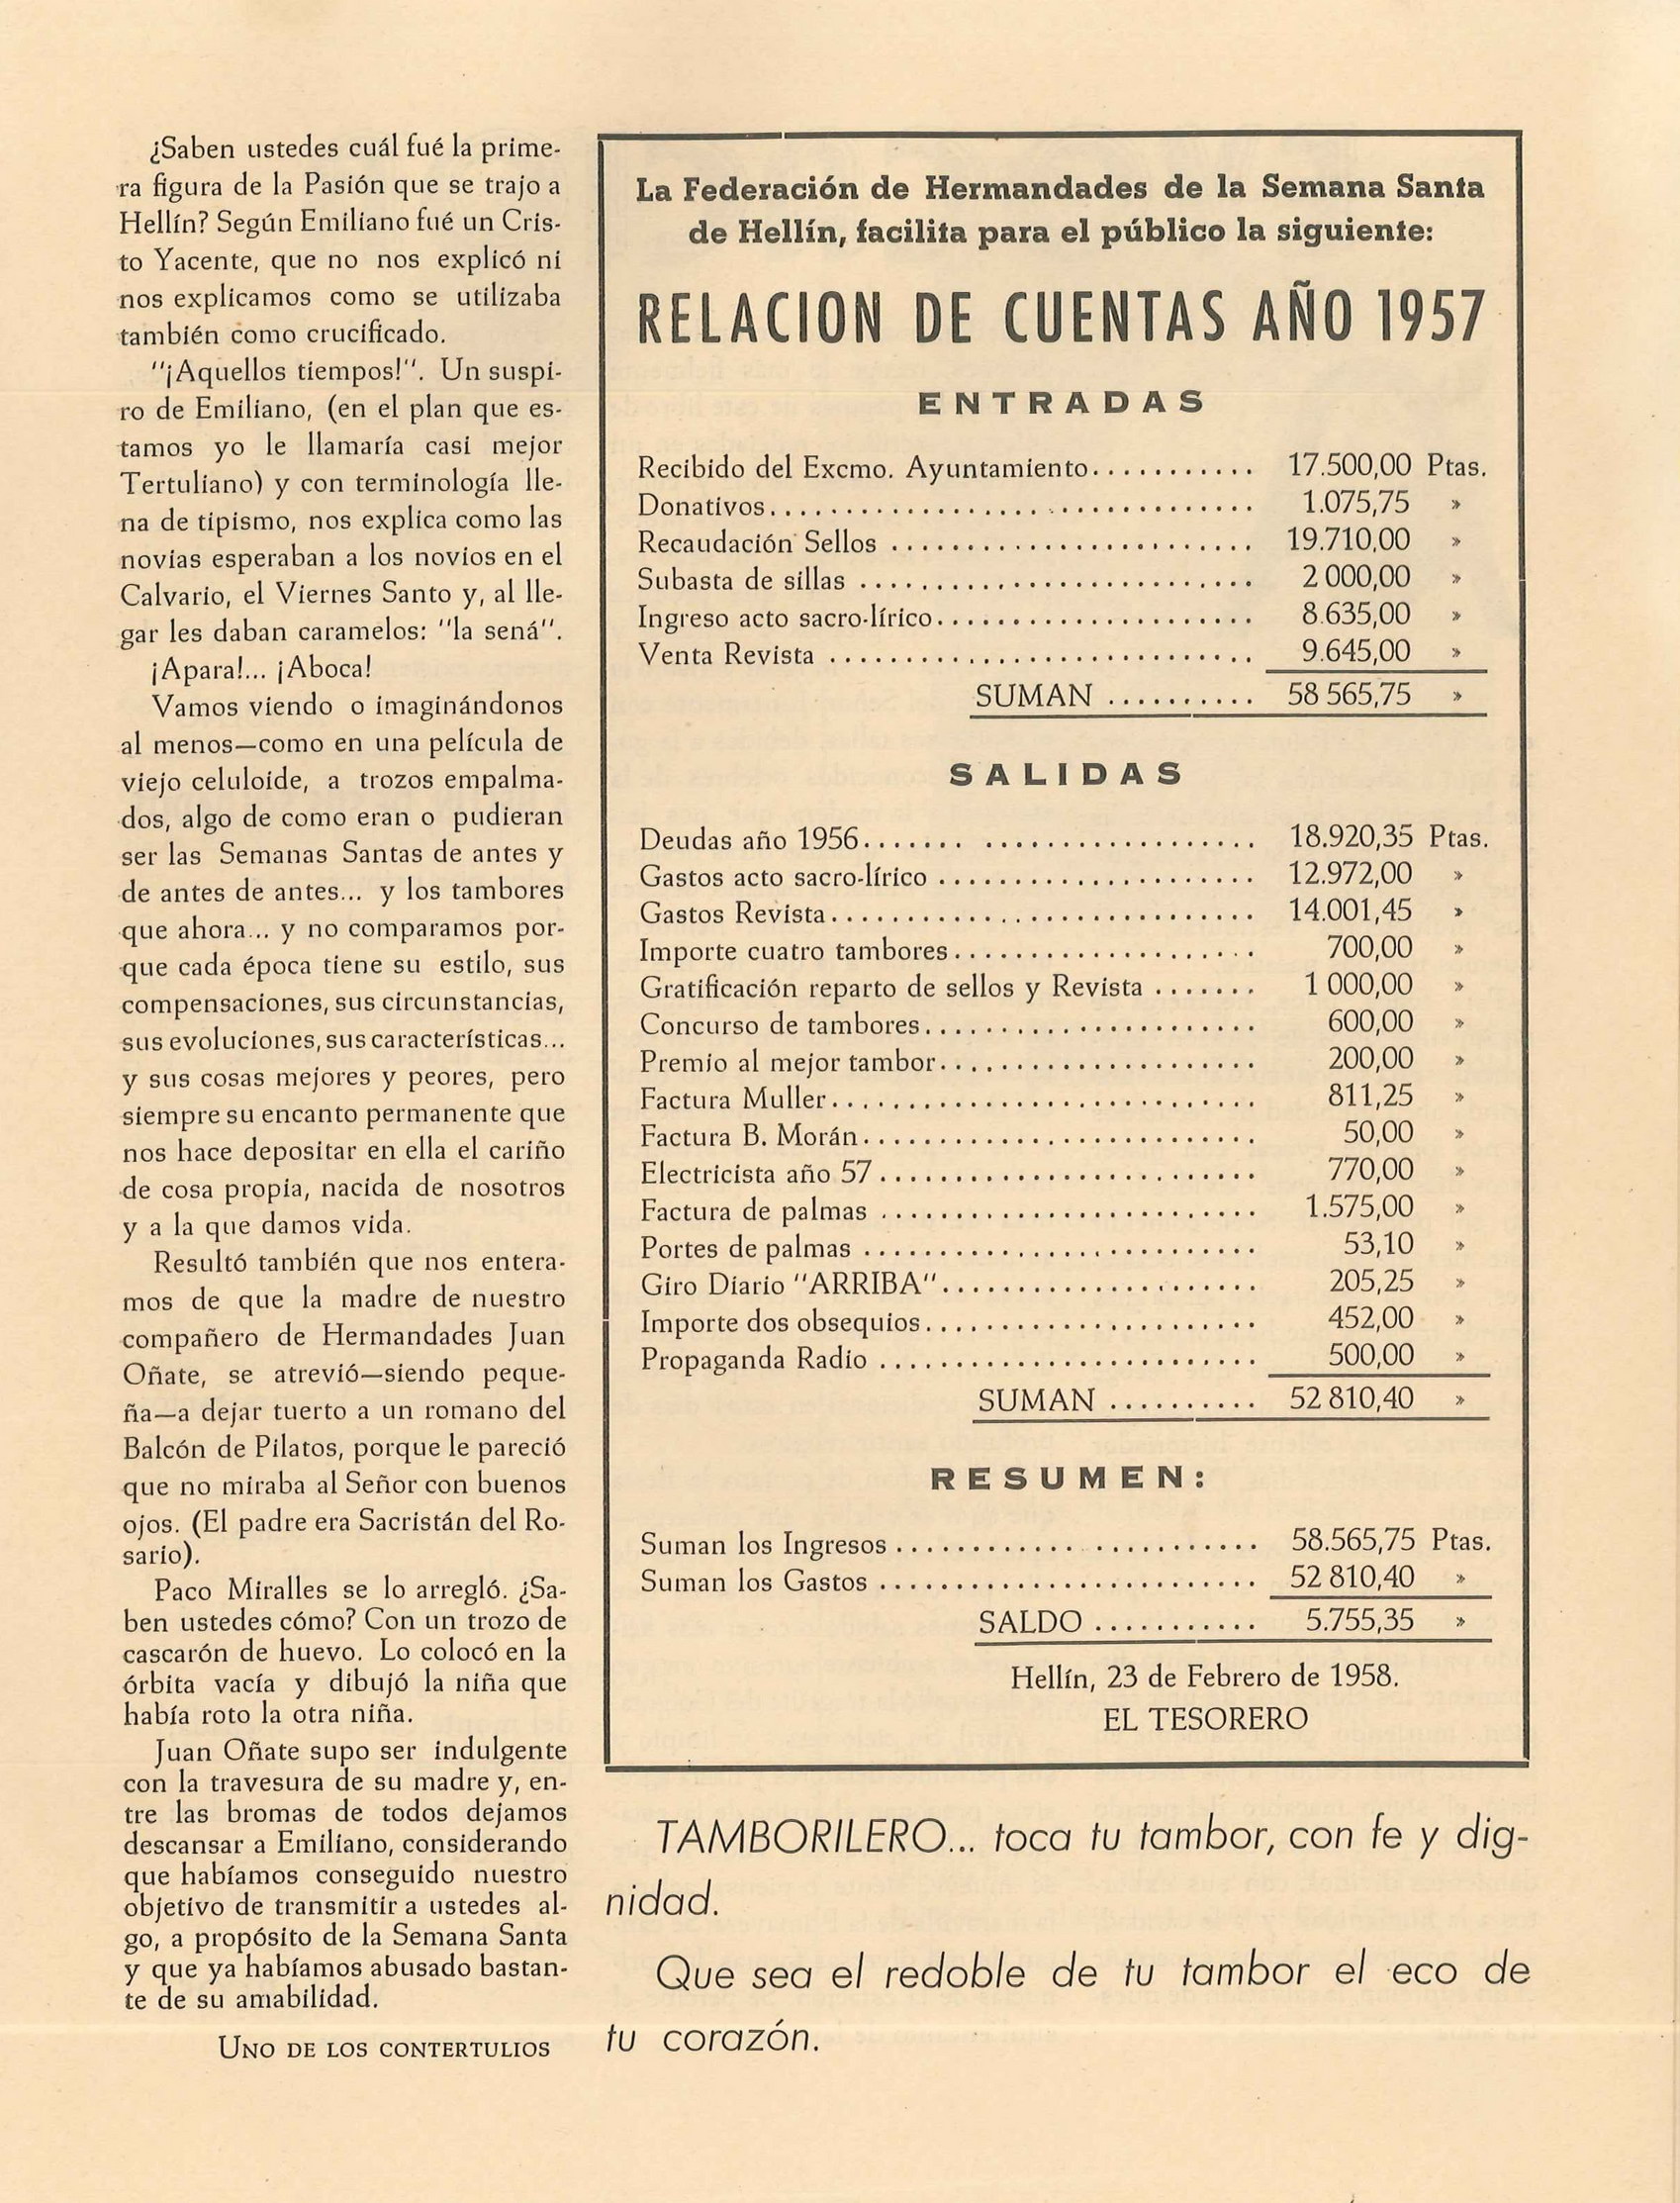 ¿Saben ustedes cuál fué la prime-
ra figura de la Pasión que se trajo a
Hellín? Según Emiliano fué un Cris-
to Yacente, que no nos explicó ni
nos explicamos como se utilizaba
también como crucificado.
"¡Aquellos tiempos!". Un suspi-
ro de Emiliano, (en el plan que es-
tamos yo le llamaría casi mejor
Tertuliano) y con terminología lle-
na de tipismo, nos explica como las
novias esperaban a los novios en el
Calvario, el Viernes Santo y, al lle-
gar les daban caramelos: "la sená".
¡Apara!... ¡Aboca!
Vamos viendo o imaginándonos
al menos—como en una película de
viejo celuloide, a trozos empalma-
dos, algo de como eran o pudieran
ser las Semanas Santas de antes y
de antes de antes... y los tambores
que ahora... y no comparamos por-
que cada época tiene su estilo, sus
compensaciones, sus circunstancias,
sus evoluciones, sus características...
y sus cosas mejores y peores, pero
siempre su encanto permanente que
nos hace depositar en ella el cariño
de cosa propia, nacida de nosotros
y a la que damos vida.
Resultó también que nos entera-
mos de que la madre de nuestro
compañero de Hermandades Juan
Oñate, se atrevió—siendo peque-
ña—a dejar tuerto a un romano del
Balcón de Pilatos, porque le pareció
que no miraba al Señor con buenos
ojos. (El padre era Sacristán del Ro-
sario).
Paco Miralles se lo arregló. ¿Sa-
ben ustedes cómo? Con un trozo de
cascarón de huevo. Lo colocó en la
órbita vacía y dibujó la niña que
había roto la otra niña.
Juan Oñate supo ser indulgente
con la travesura de su madre y, en-
tre las bromas de todos dejamos
descansar a Emiliano, considerando
que habíamos conseguido nuestro
objetivo de transmitir a ustedes al-
go, a propósito de la Semana Santa
y que ya habíamos abusado bastan-
te de su amabilidad.
UNO DE LOS CONTERTULIOS
La Federación de Hermandades de la Semana Santa
de Hellín, facilita para el público la siguiente:
RELACION DE CUENTAS AÑO 1957
ENTRADAS
Recibido del Excmo. Ayuntamiento........... 17.500,00 Ptas.
Donativos................................ 1.075,75 »
Recaudación Sellos ........................ 19.710,00 »
Subasta de sillas .......................... 2 000,00 »
Ingreso acto sacro-lírico..................... 8.635,00 »
Venta Revista ............................ 9.645,00 »
SUMAN .......... 58 565,75 »
SALIDAS
Deudas año 1956....... .................. 18.920,35 Ptas.
Gastos acto sacro-lírico ..................... 12.972,00 »
Gastos Revista............................ 14.001,45 »
Importe cuatro tambores.................... 700,00 »
Gratificación reparto de sellos y Revista ....... 1 000,00 »
Concurso de tambores...................... 600,00 »
Premio al mejor tambor..................... 200,00 »
Factura Muller............................ 811,25 »
Factura B. Morán.......................... 50,00 »
Electricista año 57......................... 770,00 »
Factura de palmas ......................... 1.575,00 »
Portes de palmas .......................... 53,10 »
Giro Diario "ARRIBA"..................... 205,25 »
Importe dos obsequios...................... 452,00 »
Propaganda Radio ......................... 500,00 »
SUMAN .......... 52 810,40 »
RESUMEN:
Suman los Ingresos ........................ 58.565,75 Ptas.
Suman los Gastos ......................... 52 810,40 »
SALDO ........... 5.755,35 »
Hellín, 23 de Febrero de 1958.
EL TESORERO
TAMBORILERO... toca tu tambor, con fe y dig-
nidad.
Que sea el redoble de tu tambor el eco de
tu corazón.